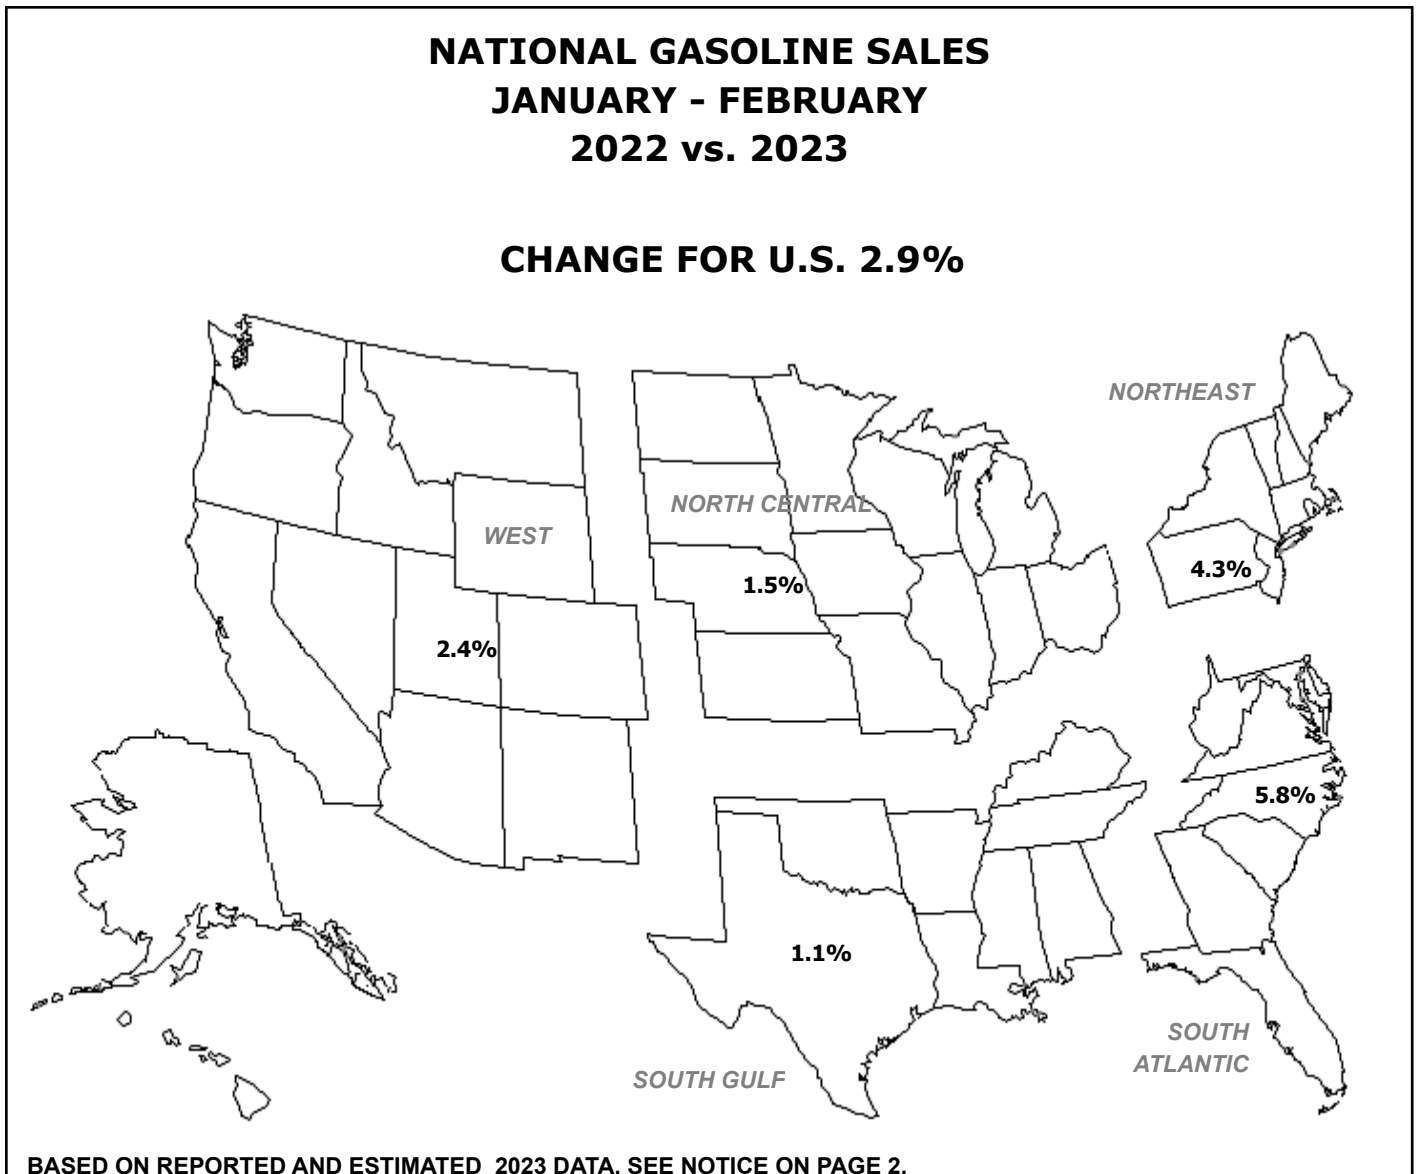 NATIONAL GASOLINE SALES
JANUARY - FEBRUARY
2022 vs. 2023
CHANGE FOR U.S. 2.9%
NORTHEAST
NORTH CENTRAL
WEST
4.3%
1.5%
2.4%
5.8%
1.1%
SOUTH
ATLANTIC
SOUTH GULF
BASED ON REPORTED AND ESTIMATED  2023 DATA. SEE NOTICE ON PAGE 2.